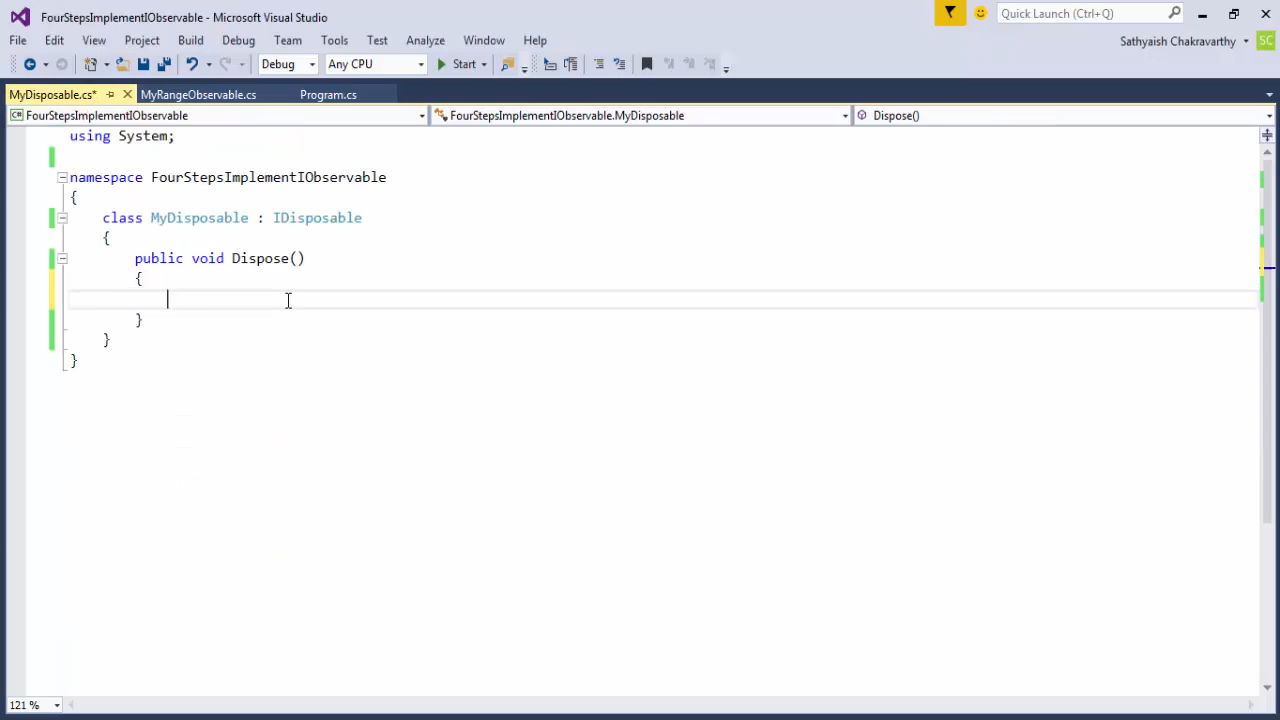 FourStepsImplementIObservable - Microsoft Visual Studio
Quick Launch (Ctrl+Q)
File Edit View Project Build Debug Team Tools Test Analyze Window Help
Sathyaish Chakravarthy SC
Debug Any CPU Start
MyDisposable.cs* MyRangeObservable.cs Program.cs
C# FourStepsImplementIObservable FourStepsImplementIObservable.MyDisposable Dispose()
using System;
namespace FourStepsImplementIObservable
{
class MyDisposable : IDisposable
{
public void Dispose()
{
}
}
}
121 %